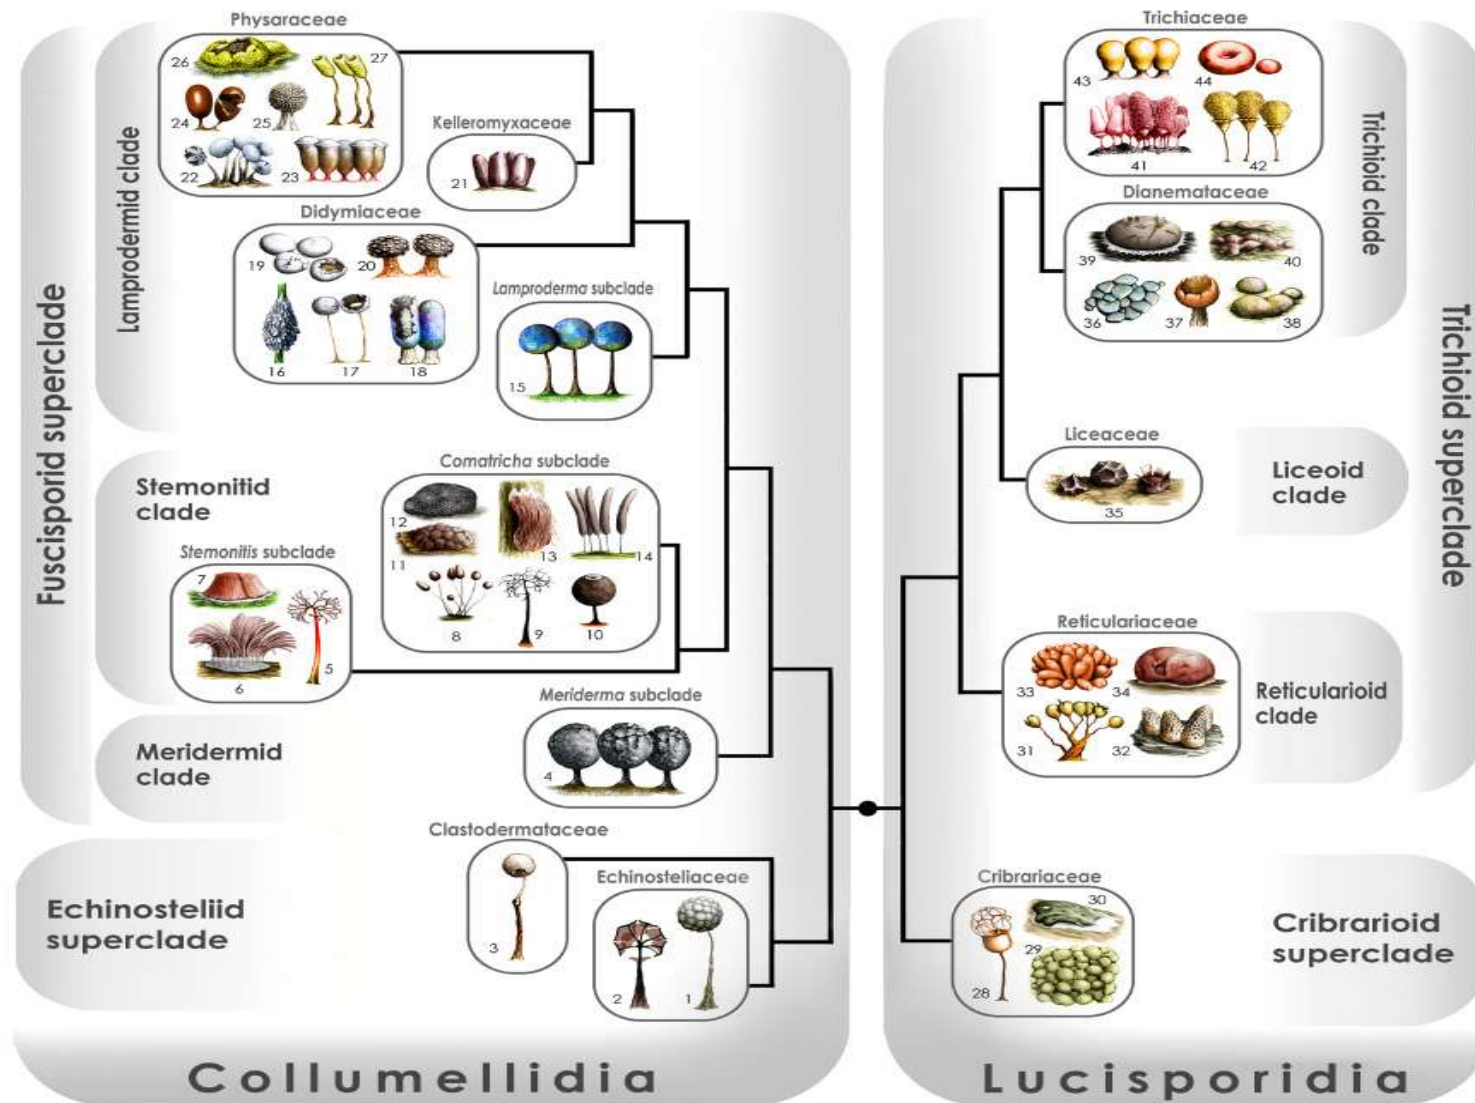 Physaraceae
26
27
24
25
22
23
Kelleromyxaceae
21
Didymiaceae
19
20
16
17
18
Lamproderma subclade
15
Lamprodermid clade
Fuscisporid superclade
Stemonitid
clade
Comatricha subclade
12
11
13
14
8
9
10
Stemonitis subclade
7
6
5
Meridermid
clade
Meriderma subclade
4
Clastodermataceae
3
Echinosteliaceae
2
1
Echinosteliid
superclade
Collumellidia
Trichiaceae
43
44
41
42
Dianemataceae
39
40
36
37
38
Trichioid clade
Trichioid superclade
Liceaceae
35
Liceoid
clade
Reticulariaceae
33
34
31
32
Reticularioid
clade
Cribrariaceae
30
29
28
Cribrarioid
superclade
Lucisporidia